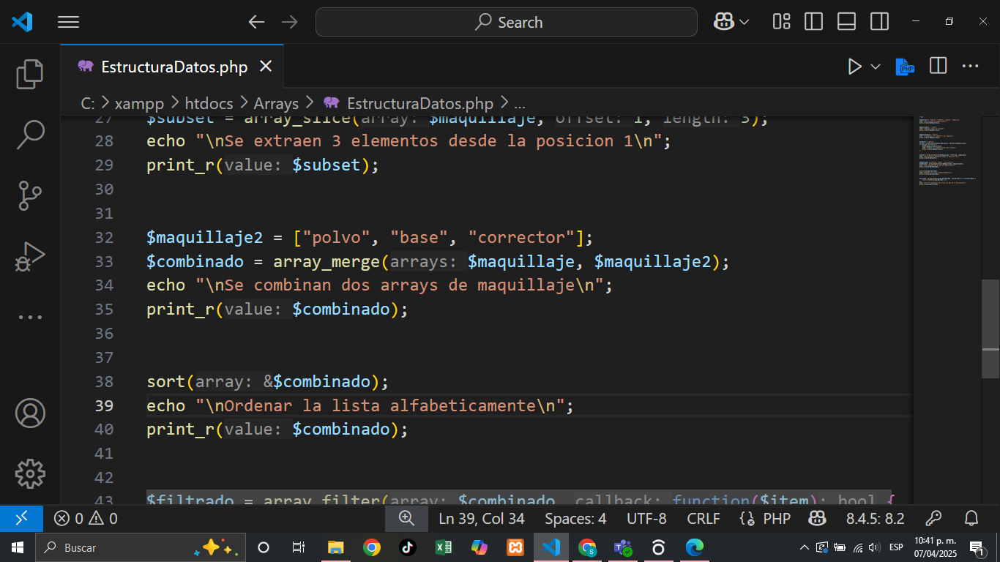 Search
EstructuraDatos.php
C: > xampp > htdocs > Arrays > EstructuraDatos.php > ...
27 $subset = array_slice(array: $maquillaje, offset: 1, length: 3);
28 echo "\nSe extraen 3 elementos desde la posicion 1\n";
29 print_r(value: $subset);
30
31
32 $maquillaje2 = ["polvo", "base", "corrector"];
33 $combinado = array_merge(arrays: $maquillaje, $maquillaje2);
34 echo "\nSe combinan dos arrays de maquillaje\n";
35 print_r(value: $combinado);
36
37
38 sort(array: &$combinado);
39 echo "\nOrdenar la lista alfabeticamente\n";
40 print_r(value: $combinado);
41
42
43 $filtrado = array_filter(array: $combinado, callback: function($item): bool {
0 0 Ln 39, Col 34 Spaces: 4 UTF-8 CRLF {} PHP 8.4.5: 8.2
Buscar ESP 10:41 p. m.
07/04/2025 1